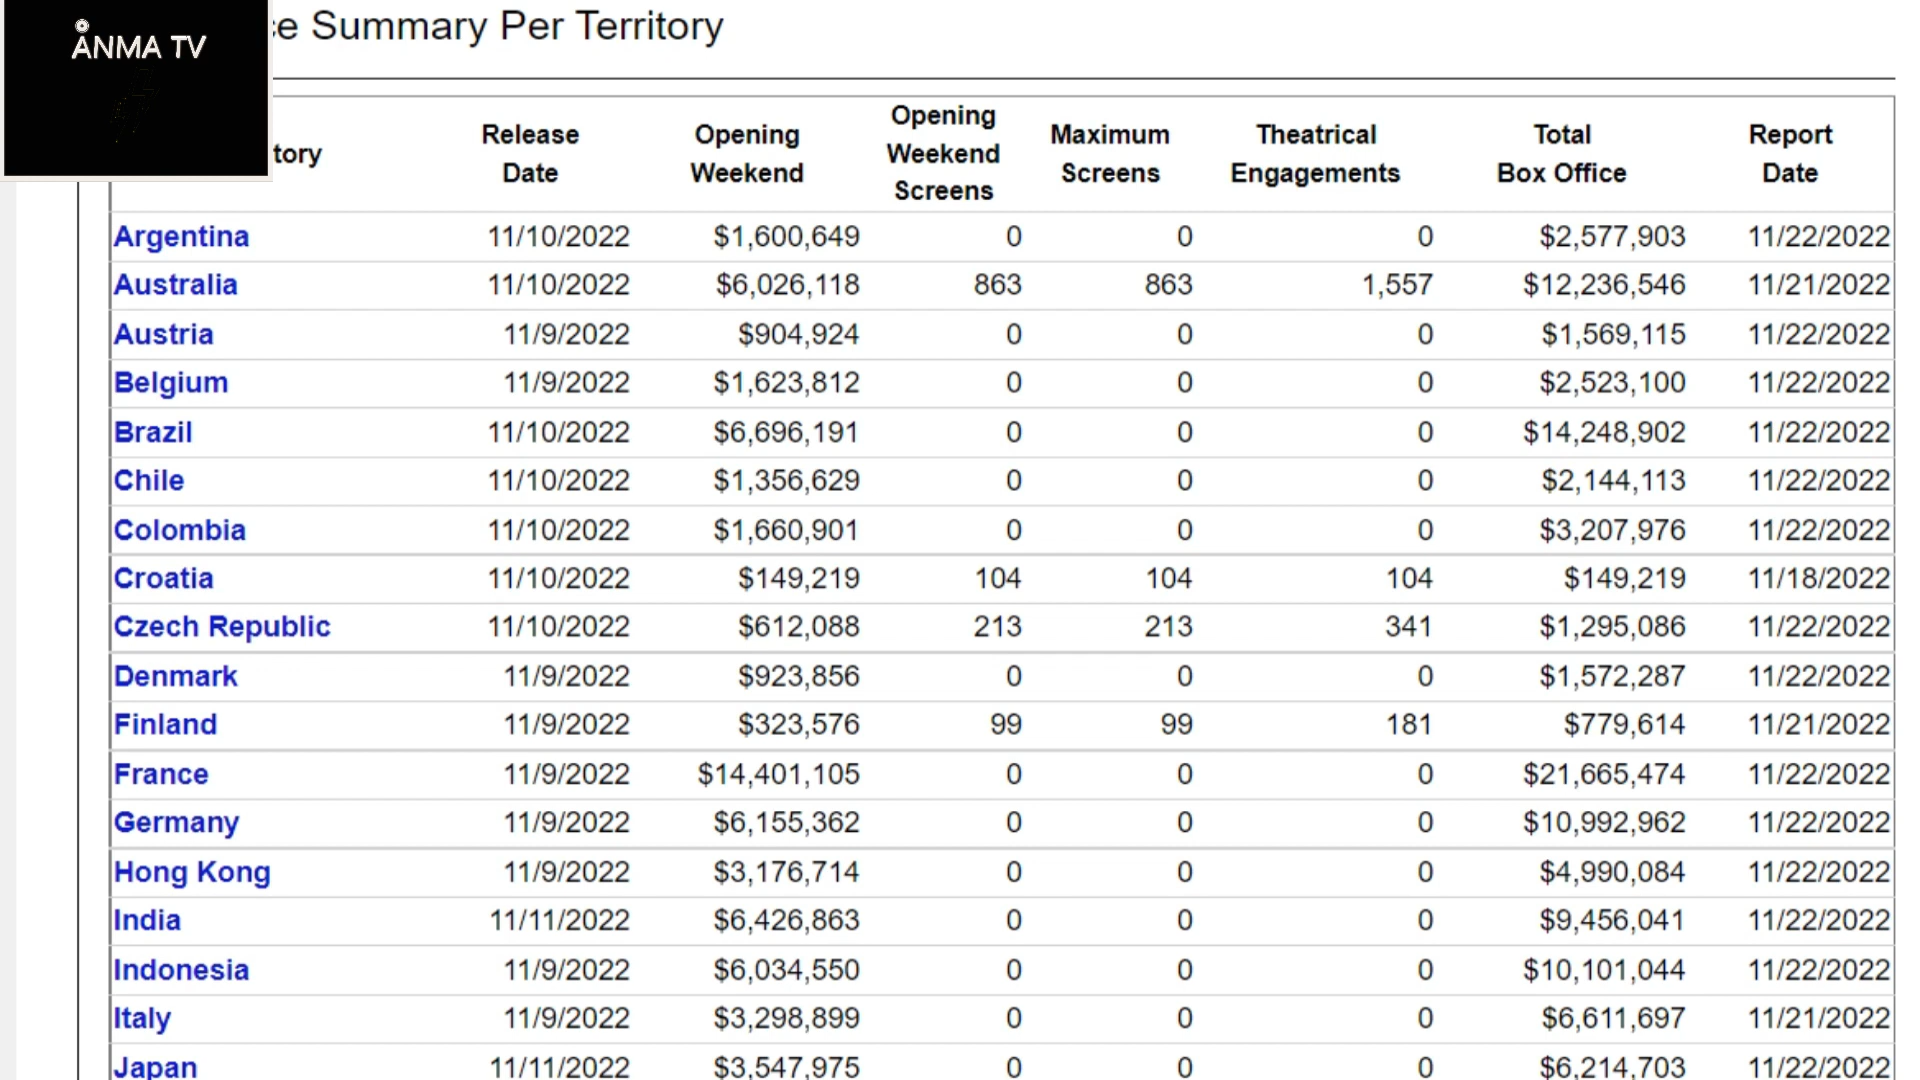 ANMA TV
ce Summary Per Territory
tory Release Date Opening Weekend Opening Weekend Screens Maximum Screens Theatrical Engagements Total Box Office Report Date
Argentina 11/10/2022 $1,600,649 0 0 0 $2,577,903 11/22/2022
Australia 11/10/2022 $6,026,118 863 863 1,557 $12,236,546 11/21/2022
Austria 11/9/2022 $904,924 0 0 0 $1,569,115 11/22/2022
Belgium 11/9/2022 $1,623,812 0 0 0 $2,523,100 11/22/2022
Brazil 11/10/2022 $6,696,191 0 0 0 $14,248,902 11/22/2022
Chile 11/10/2022 $1,356,629 0 0 0 $2,144,113 11/22/2022
Colombia 11/10/2022 $1,660,901 0 0 0 $3,207,976 11/22/2022
Croatia 11/10/2022 $149,219 104 104 104 $149,219 11/18/2022
Czech Republic 11/10/2022 $612,088 213 213 341 $1,295,086 11/22/2022
Denmark 11/9/2022 $923,856 0 0 0 $1,572,287 11/22/2022
Finland 11/9/2022 $323,576 99 99 181 $779,614 11/21/2022
France 11/9/2022 $14,401,105 0 0 0 $21,665,474 11/22/2022
Germany 11/9/2022 $6,155,362 0 0 0 $10,992,962 11/22/2022
Hong Kong 11/9/2022 $3,176,714 0 0 0 $4,990,084 11/22/2022
India 11/11/2022 $6,426,863 0 0 0 $9,456,041 11/22/2022
Indonesia 11/9/2022 $6,034,550 0 0 0 $10,101,044 11/22/2022
Italy 11/9/2022 $3,298,899 0 0 0 $6,611,697 11/21/2022
Japan 11/11/2022 $3,547,975 0 0 0 $6,214,703 11/22/2022